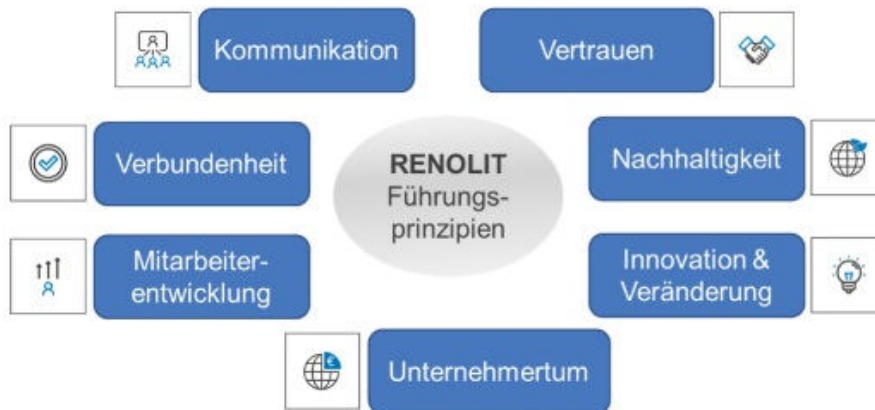 Kommunikation
Vertrauen
Verbundenheit
RENOLIT
Führungs-
prinzipien
Nachhaltigkeit
Mitarbeiter-
entwicklung
Innovation &
Veränderung
€
Unternehmertum